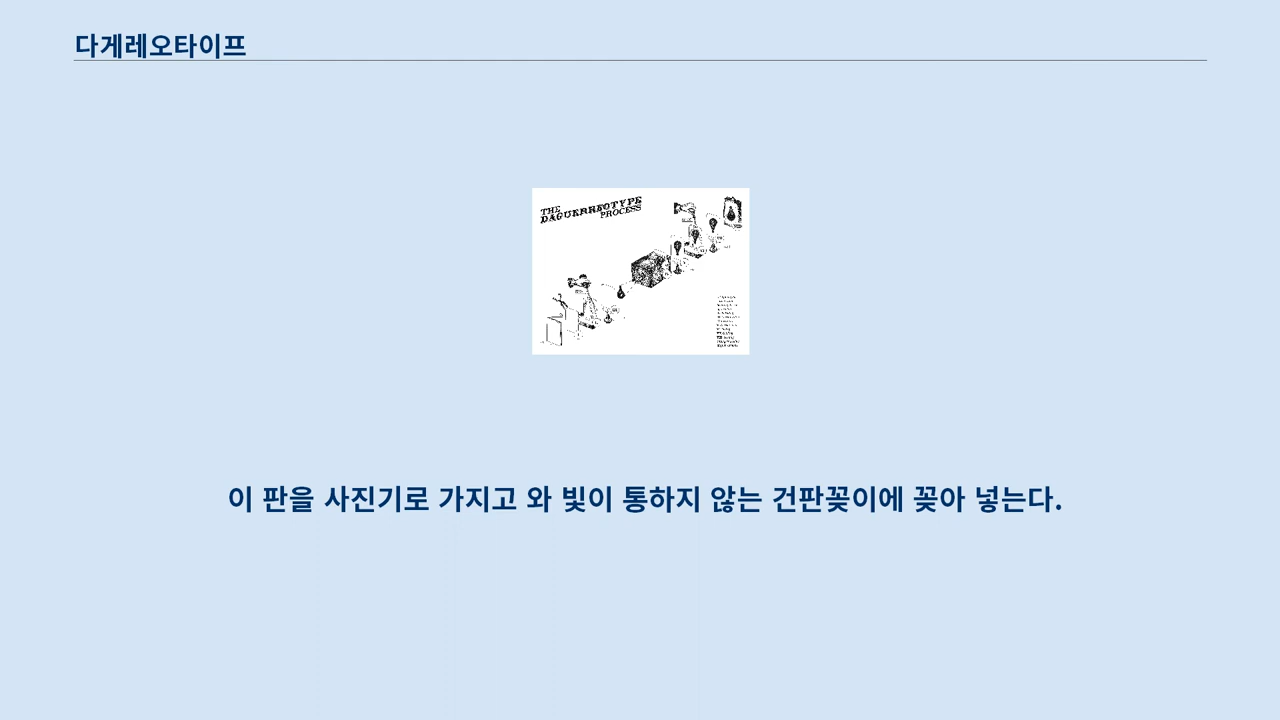 다게레오타이프
THE
DAGUERREOTYPE
PROCESS
이 판을 사진기로 가지고 와 빛이 통하지 않는 건판꽂이에 꽂아 넣는다.